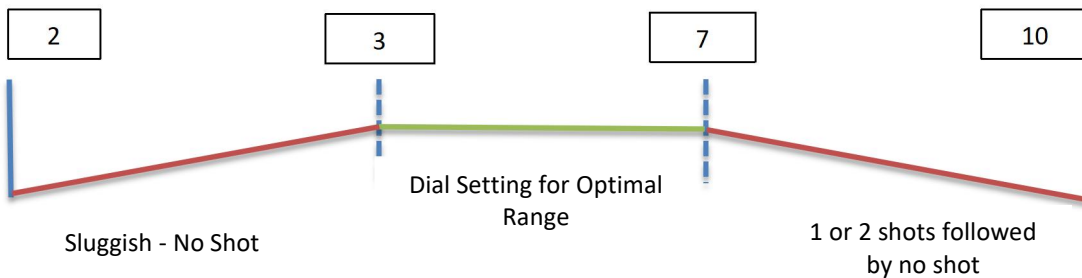 2
3
7
10
Dial Setting for Optimal
Range
Sluggish - No Shot
1 or 2 shots followed
by no shot